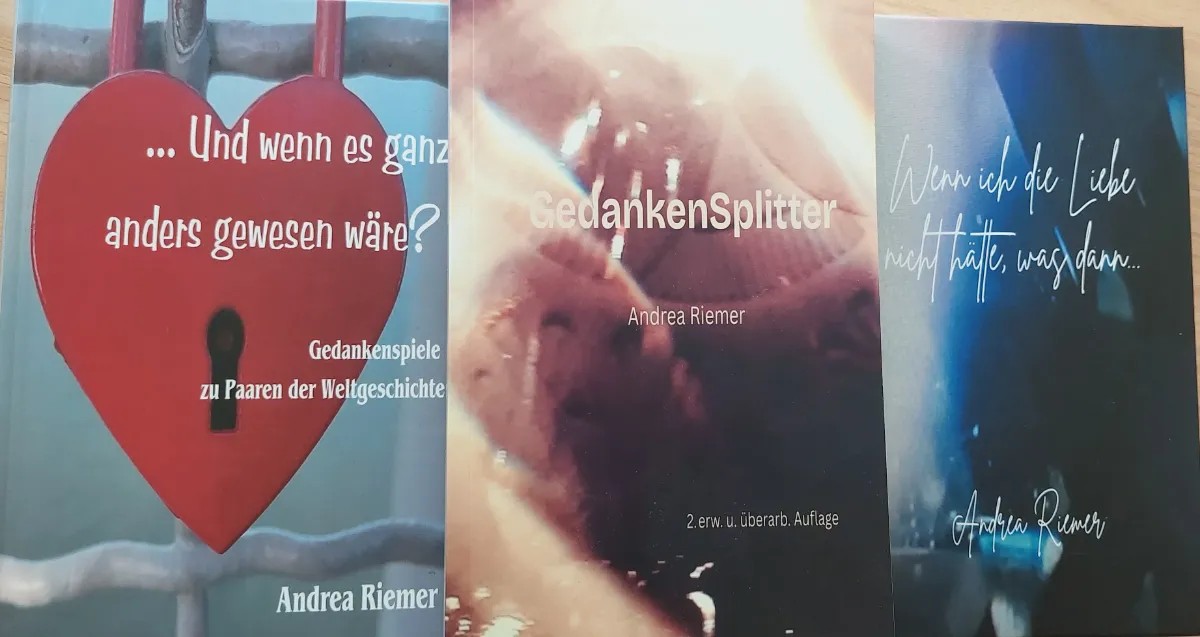 ... Und wenn es ganz
anders gewesen wäre?
Gedankenspiele
zu Paaren der Weltgeschichte
Andrea Riemer
GedankenSplitter
Andrea Riemer
2.erw. u. überarb. Auflage
Wenn ich die Liebe
nicht hätte, was dann...
Andrea Riemer